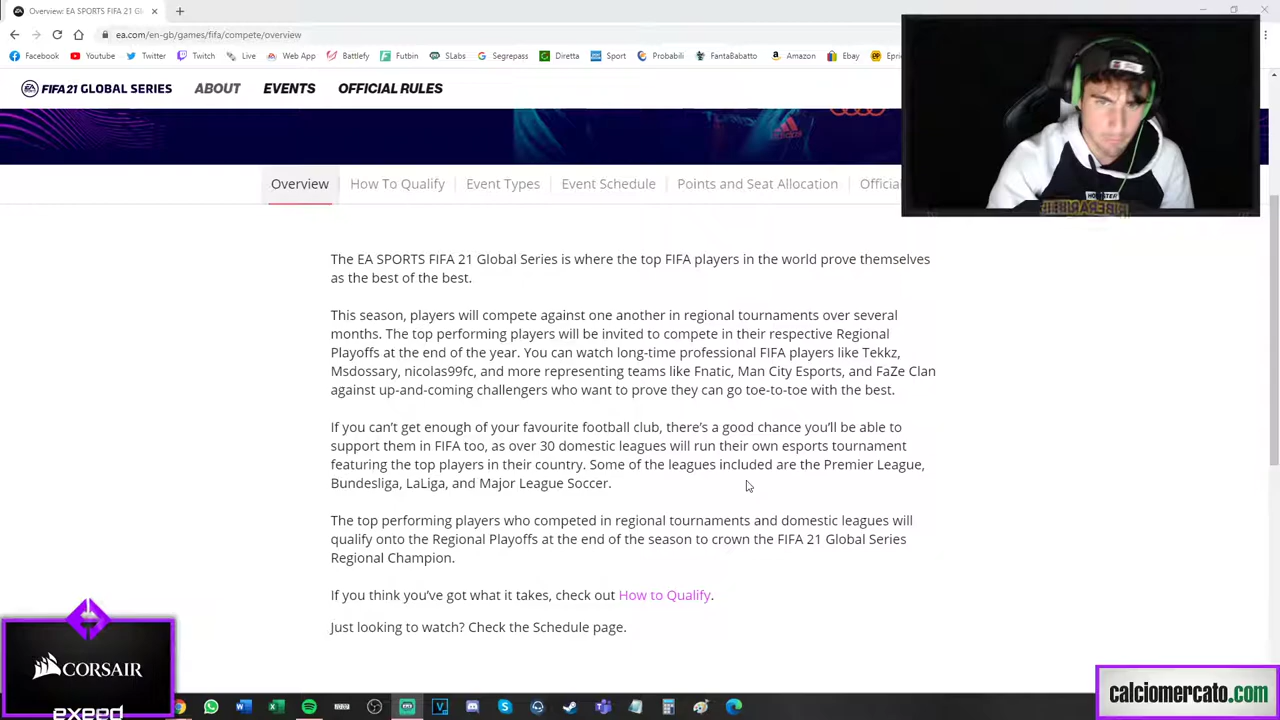 Overview: EA SPORTS FIFA 21 Gl
ea.com/en-gb/games/fifa/compete/overview
Facebook Youtube Twitter Twitch Living Web App Battlefy Futbin SLabs Segrepass Diretta Sport Probabili FantaBabatto Amazon Ebay
FIFA 21 GLOBAL SERIES ABOUT EVENTS OFFICIAL RULES
adidas
Overview How To Qualify Event Types Event Schedule Points and Seat Allocation Officia
The EA SPORTS FIFA 21 Global Series is where the top FIFA players in the world prove themselves
as the best of the best.
This season, players will compete against one another in regional tournaments over several
months. The top performing players will be invited to compete in their respective Regional
Playoffs at the end of the year. You can watch long-time professional FIFA players like Tekkz,
Msdossary, nicolas99fc, and more representing teams like Fnatic, Man City Esports, and FaZe Clan
against up-and-coming challengers who want to prove they can go toe-to-toe with the best.
If you can't get enough of your favourite football club, there's a good chance you'll be able to
support them in FIFA too, as over 30 domestic leagues will run their own esports tournament
featuring the top players in their country. Some of the leagues included are the Premier League,
Bundesliga, LaLiga, and Major League Soccer.
The top performing players who competed in regional tournaments and domestic leagues will
qualify onto the Regional Playoffs at the end of the season to crown the FIFA 21 Global Series
Regional Champion.
If you think you've got what it takes, check out How to Qualify.
Just looking to watch? Check the Schedule page.
CORSAIR
exeed
calciomercato.com